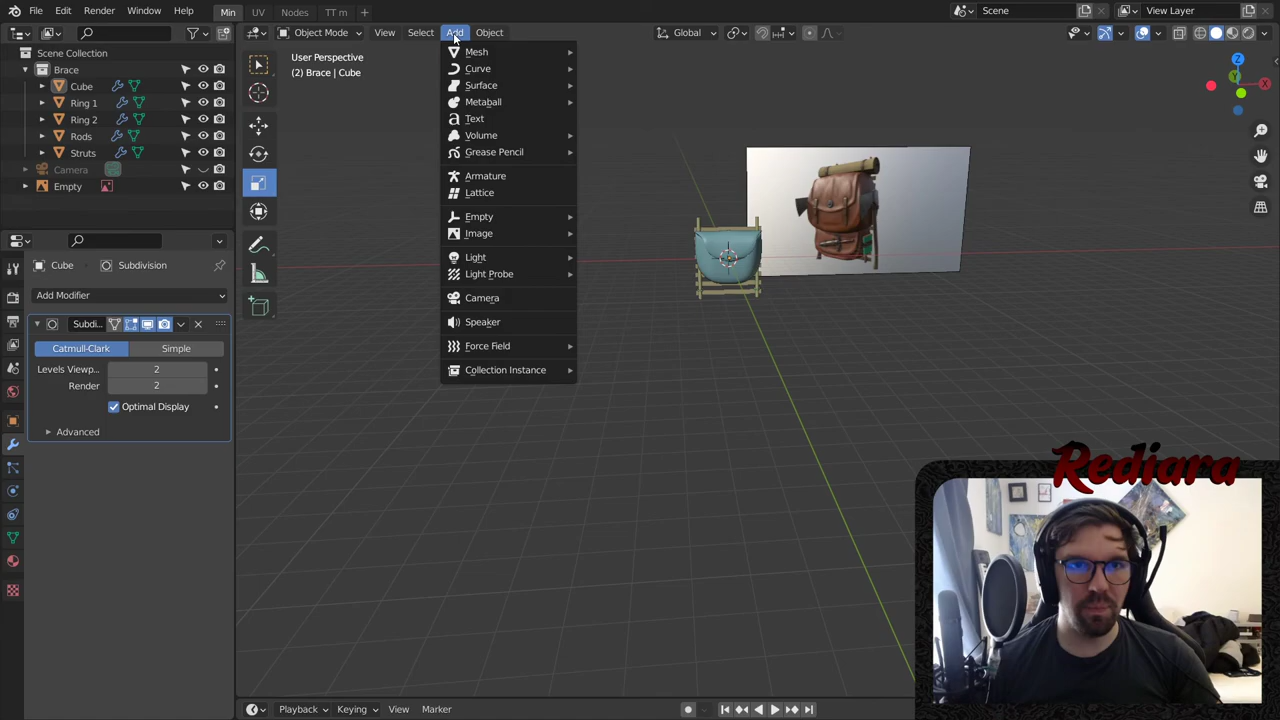 File Edit Render Window Help Min UV Nodes TT m + Scene View Layer
Object Mode View Select Add Object Global
Scene Collection
Brace
Cube
Ring 1
Ring 2
Rods
Struts
Camera
Empty
User Perspective
(2) Brace | Cube
Mesh
Curve
Surface
Metaball
Text
Volume
Grease Pencil
Armature
Lattice
Empty
Image
Light
Light Probe
Camera
Speaker
Force Field
Collection Instance
Z
Y
X
Cube Subdivision
Add Modifier
Subdi...
Catmull-Clark Simple
Levels Viewp... 2
Render 2
Optimal Display
Advanced
Rediara
Playback Keying View Marker